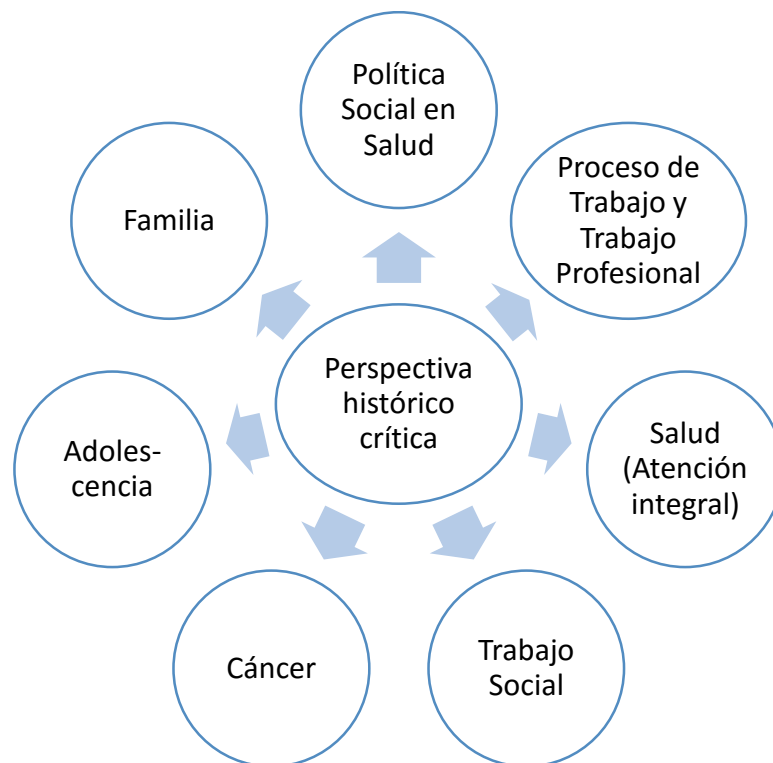 Política
Social en
Salud
Proceso de
Trabajo y
Trabajo
Profesional
Familia
Perspectiva
histórico
crítica
Salud
(Atención
integral)
Adoles-
cencia
Trabajo
Social
Cáncer